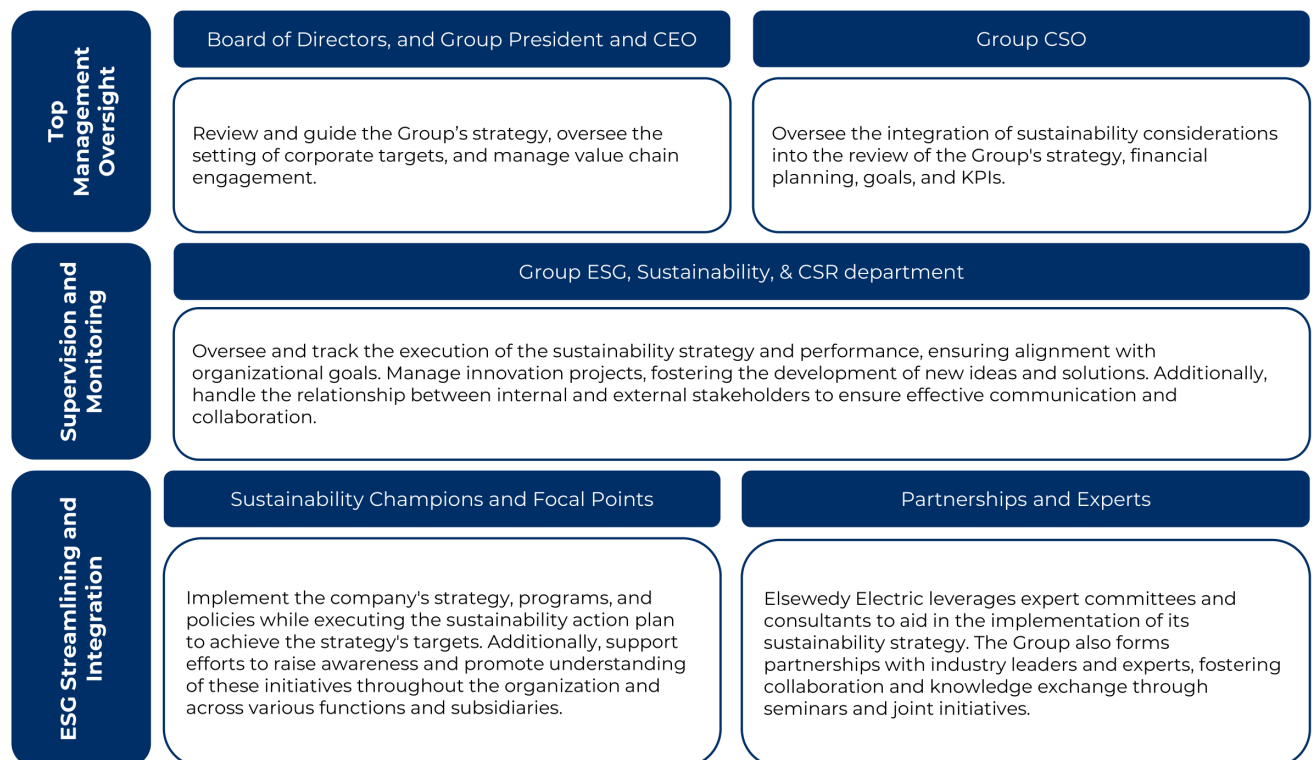 Top
Management
Oversight
Board of Directors, and Group President and CEO
Review and guide the Group’s strategy, oversee the
setting of corporate targets, and manage value chain
engagement.
Group CSO
Oversee the integration of sustainability considerations
into the review of the Group's strategy, financial
planning, goals, and KPIs.
Supervision and
Monitoring
Group ESG, Sustainability, & CSR department
Oversee and track the execution of the sustainability strategy and performance, ensuring alignment with
organizational goals. Manage innovation projects, fostering the development of new ideas and solutions. Additionally,
handle the relationship between internal and external stakeholders to ensure effective communication and
collaboration.
ESG Streamlining and
Integration
Sustainability Champions and Focal Points
Implement the company's strategy, programs, and
policies while executing the sustainability action plan
to achieve the strategy's targets. Additionally, support
efforts to raise awareness and promote understanding
of these initiatives throughout the organization and
across various functions and subsidiaries.
Partnerships and Experts
Elsewedy Electric leverages expert committees and
consultants to aid in the implementation of its
sustainability strategy. The Group also forms
partnerships with industry leaders and experts, fostering
collaboration and knowledge exchange through
seminars and joint initiatives.